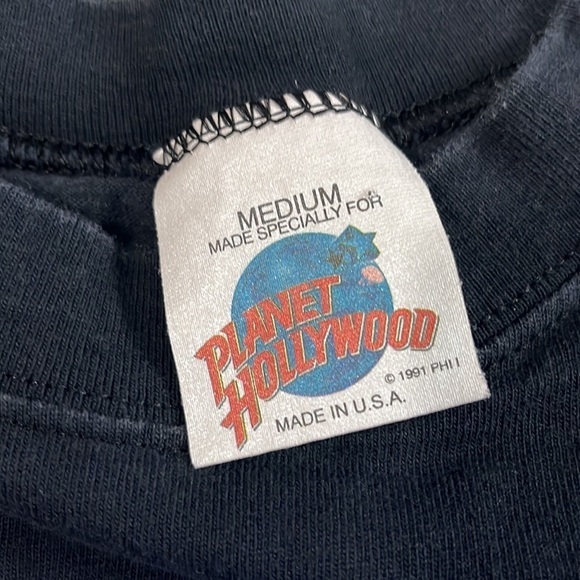 MEDIUM
MADE SPECIALLY FOR
PLANET
HOLLYWOOD
© 1991 PHI I
MADE IN U.S.A.